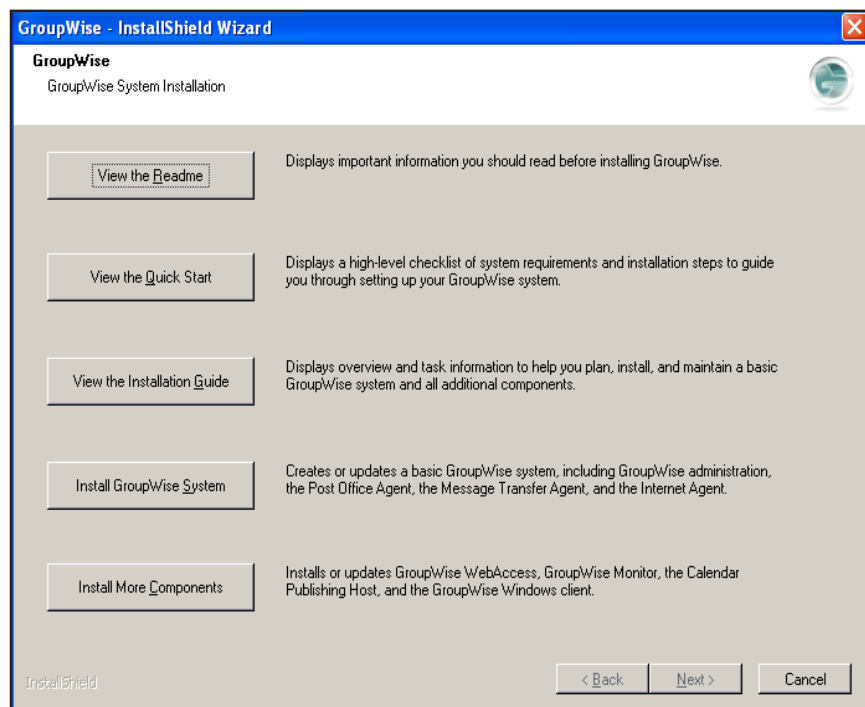 GroupWise - InstallShield Wizard
GroupWise
GroupWise System Installation
View the Readme
Displays important information you should read before installing GroupWise.
View the Quick Start
Displays a high-level checklist of system requirements and installation steps to guide
you through setting up your GroupWise system.
View the Installation Guide
Displays overview and task information to help you plan, install, and maintain a basic
GroupWise system and all additional components.
Install GroupWise System
Creates or updates a basic GroupWise system, including GroupWise administration,
the Post Office Agent, the Message Transfer Agent, and the Internet Agent.
Install More Components
Installs or updates GroupWise WebAccess, GroupWise Monitor, the Calendar
Publishing Host, and the GroupWise Windows client.
InstallShield
< Back
Next >
Cancel